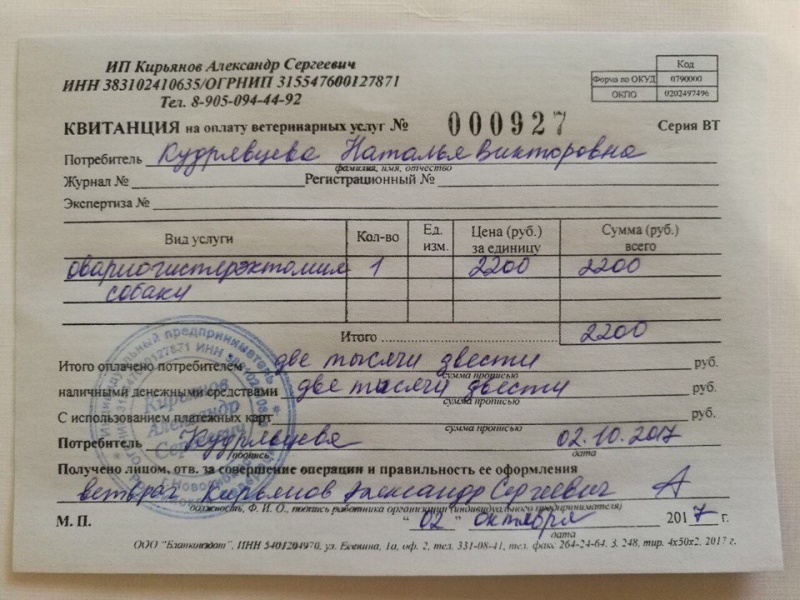 ИП Кирьянов Александр Сергеевич
ИНН 383102410635/ОГРНИП 315547600127871
Тел. 8-905-094-44-92
Код
Форма по ОКУД 0790000
ОКПО 0202497496
КВИТАНЦИЯ на оплату ветеринарных услуг № 000927 Серия ВТ
Потребитель Кудрявцева Наталья Викторовна
фамилия, имя, отчество
Журнал № Регистрационный №
Экспертиза №
Вид услуги Кол-во Ед. изм. Цена (руб.) за единицу Сумма (руб.) всего
овариогистерэктомия 1 2200 2200
собаки
Итого 2200
Итого оплачено потребителем две тысячи двести руб.
сумма прописью
наличными денежными средствами две тысячи двести руб.
сумма прописью
С использованием платежных карт руб.
сумма прописью
Потребитель Кудрявцева 02.10.2017
подпись дата
Получено лицом, отв. за совершение операции и правильность ее оформления
ветврач Кирьянов Александр Сергеевич
должность, Ф. И. О., подпись работника организации (индивидуального предпринимателя)
М. П. "02" октября 2017 г.
дата
ООО "Бланкиздат", ИНН 5401204970, ул. Еленина, 1а, оф. 2, тел. 331-08-41, тел. факс 264-24-64. З. 248, тир. 4х50х2. 2017 г.
Кирьянов
Александр
Сергеевич